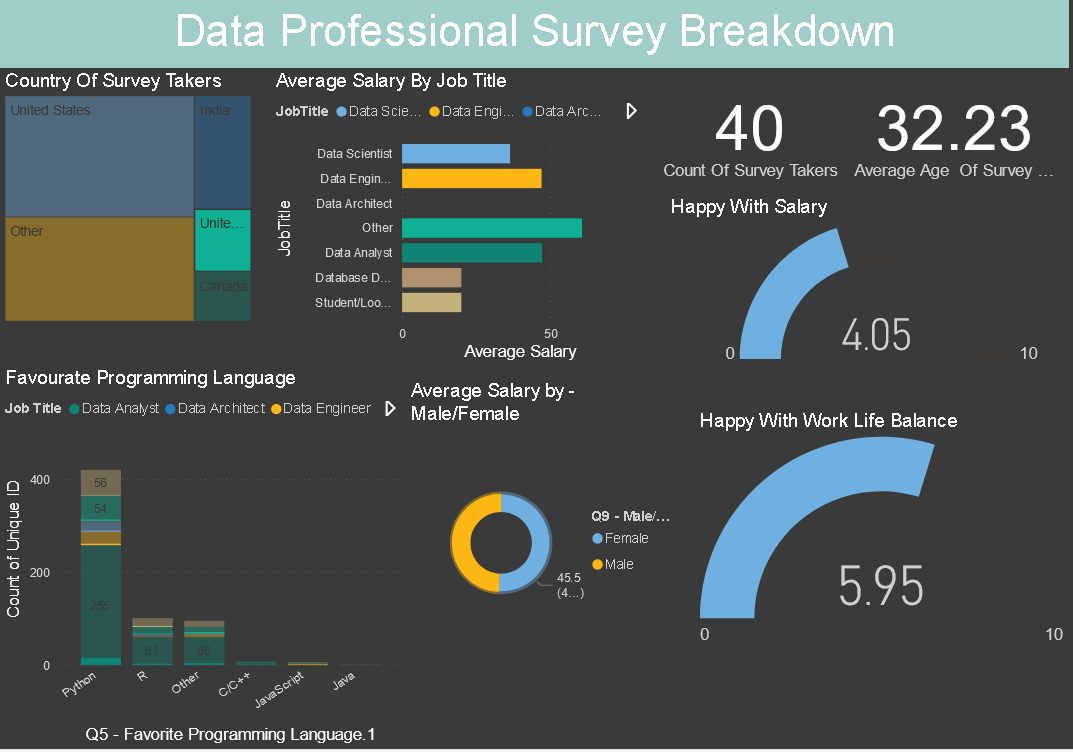 Data Professional Survey Breakdown
Country Of Survey Takers
United States
India
Other
Unite...
Canada
Average Salary By Job Title
JobTitle Data Scie... Data Engi... Data Arc...
JobTitle
Data Scientist
Data Engin...
Data Architect
Other
Data Analyst
Database D...
Student/Loo...
0 50
Average Salary
40
Count Of Survey Takers
32.23
Average Age Of Survey ...
Happy With Salary
4.05
0 10
Favourate Programming Language
Job Title Data Analyst Data Architect Data Engineer
Count of Unique ID
400
200
0
56
54
255
61
60
Python
R
Other
C/C++
JavaScript
Java
Q5 - Favorite Programming Language.1
Average Salary by -
Male/Female
Q9 - Male/...
Female
Male
45.5
(4...)
Happy With Work Life Balance
5.95
0 10